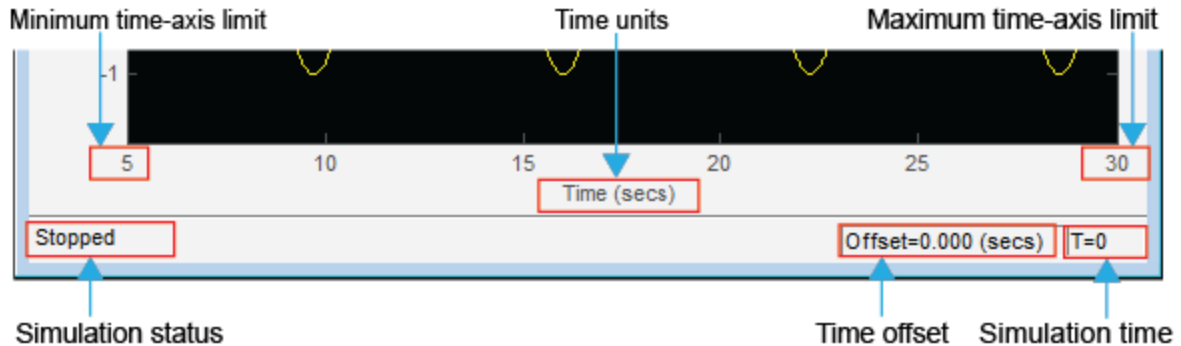 Minimum time-axis limit Time units Maximum time-axis limit
-1
5 10 15 20 25 30
Time (secs)
Stopped Offset=0.000 (secs) T=0
Simulation status Time offset Simulation time